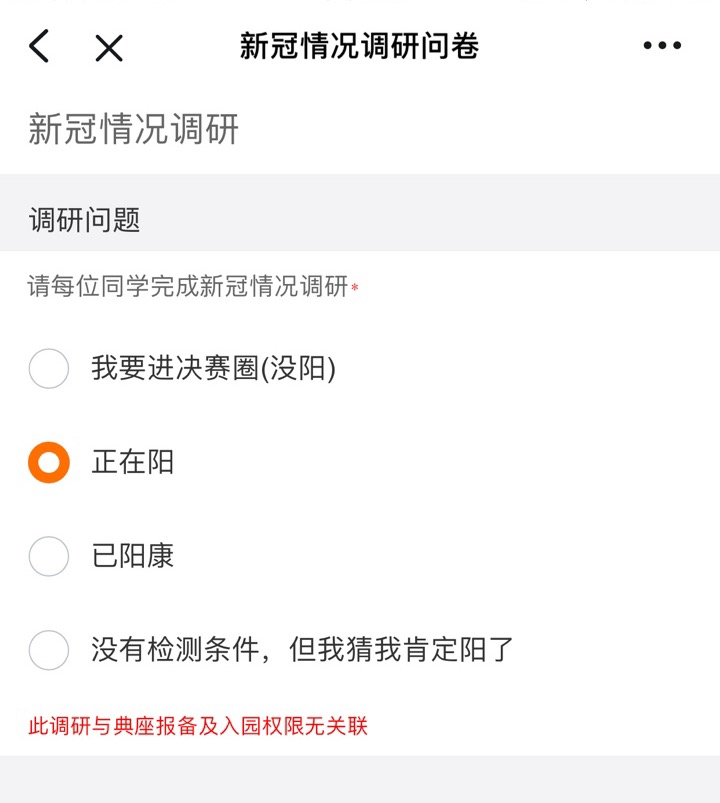 新冠情况调研问卷
新冠情况调研
调研问题
请每位同学完成新冠情况调研*
我要进决赛圈(没阳)
正在阳
已阳康
没有检测条件，但我猜我肯定阳了
此调研与典座报备及入园权限无关联